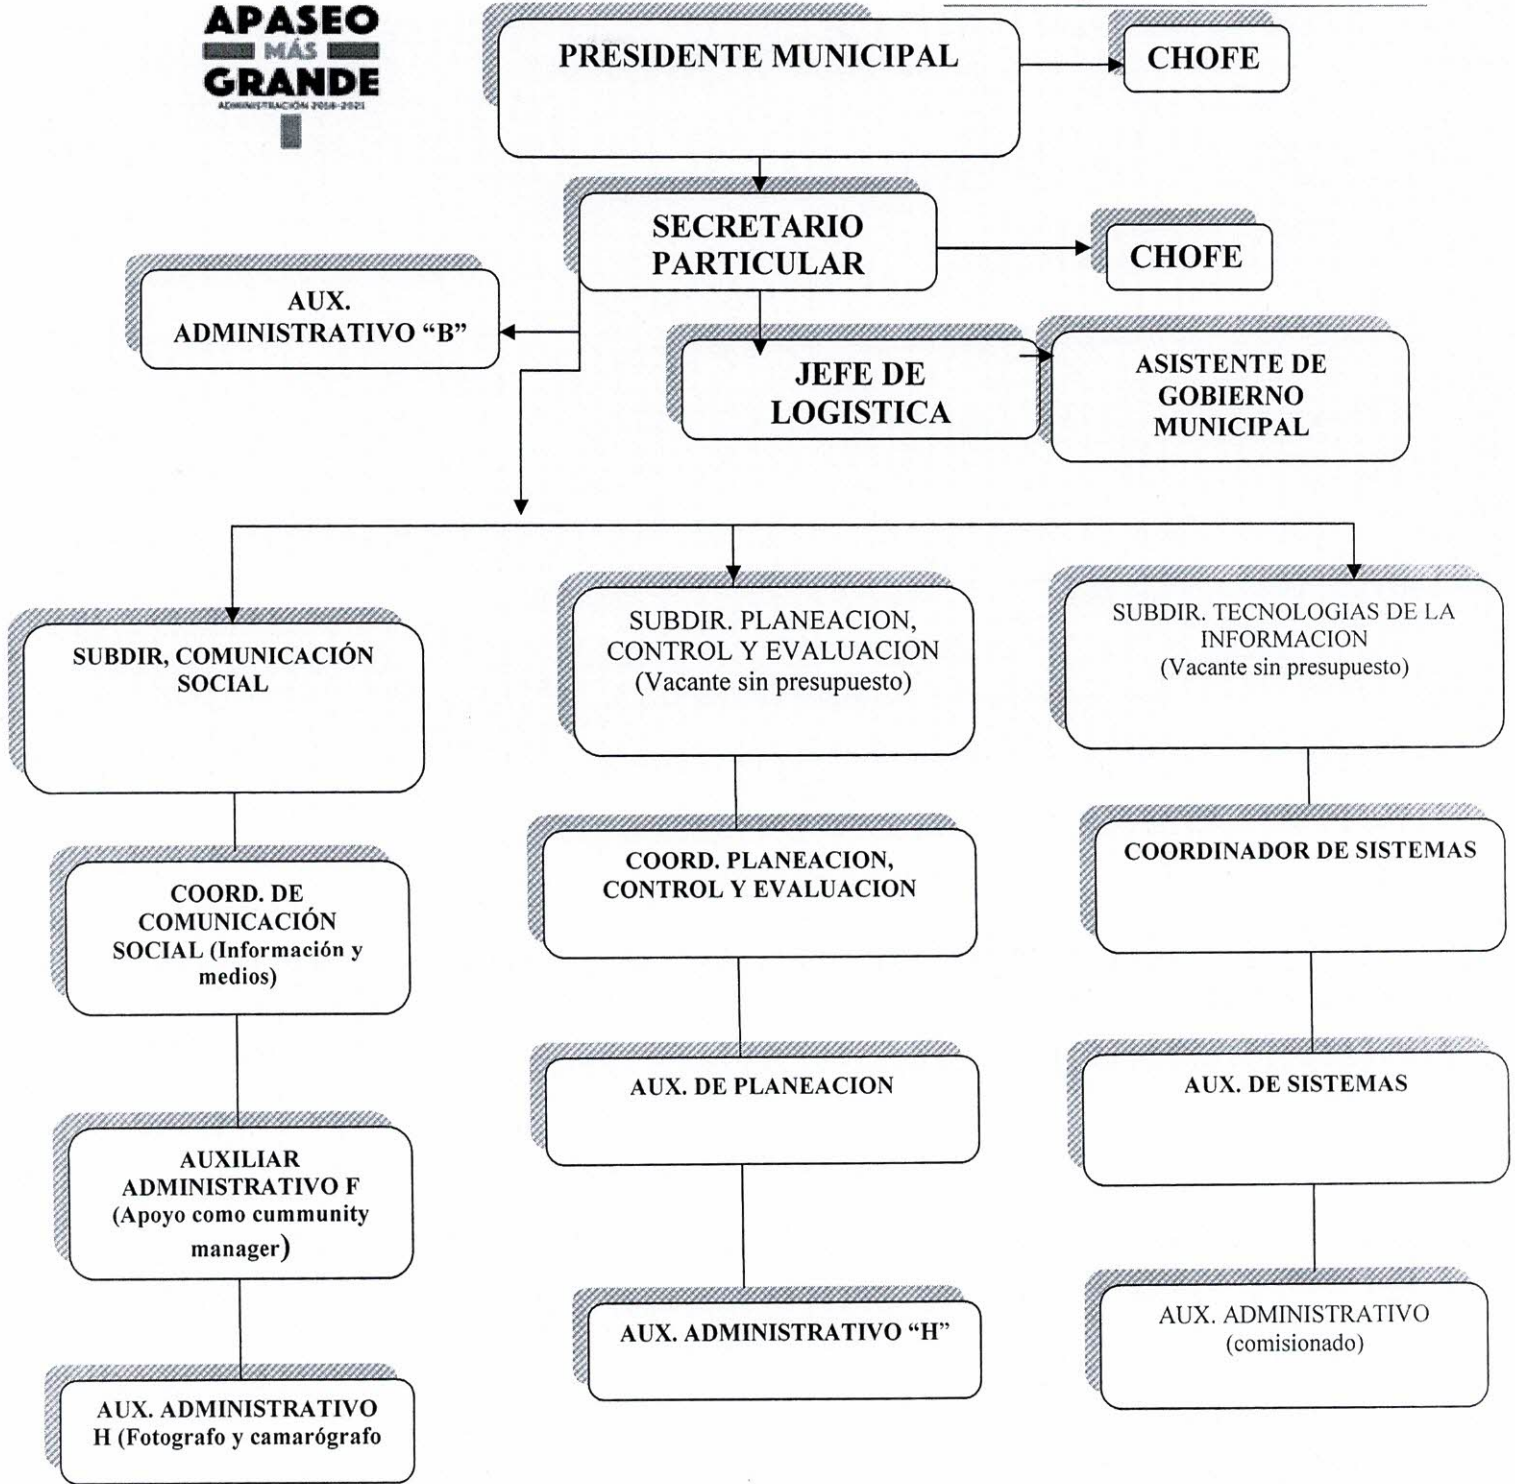 APASEO
MÁS
GRANDE
ADMINISTRACIÓN 2018-2021
PRESIDENTE MUNICIPAL
CHOFE
SECRETARIO
PARTICULAR
CHOFE
AUX.
ADMINISTRATIVO “B”
JEFE DE
LOGISTICA
ASISTENTE DE
GOBIERNO
MUNICIPAL
SUBDIR, COMUNICACIÓN
SOCIAL
SUBDIR. PLANEACION,
CONTROL Y EVALUACION
(Vacante sin presupuesto)
SUBDIR. TECNOLOGIAS DE LA
INFORMACION
(Vacante sin presupuesto)
COORD. DE
COMUNICACIÓN
SOCIAL (Información y
medios)
COORD. PLANEACION,
CONTROL Y EVALUACION
COORDINADOR DE SISTEMAS
AUXILIAR
ADMINISTRATIVO F
(Apoyo como cummunity
manager)
AUX. DE PLANEACION
AUX. DE SISTEMAS
AUX. ADMINISTRATIVO
H (Fotografo y camarógrafo
AUX. ADMINISTRATIVO “H”
AUX. ADMINISTRATIVO
(comisionado)